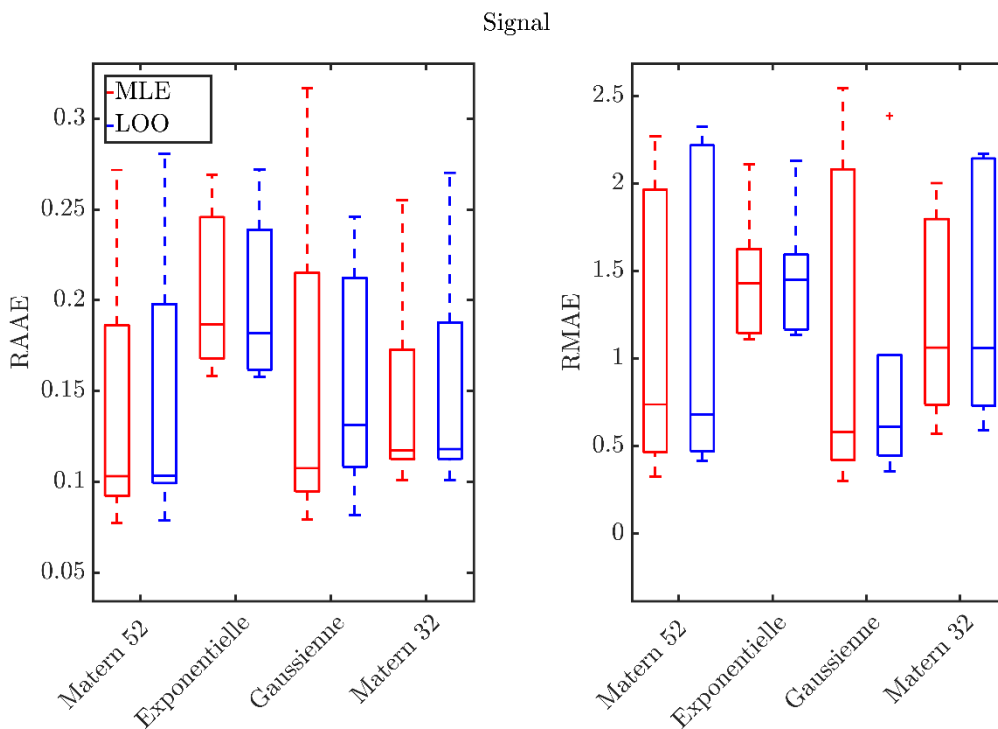 Signal
MLE
LOO
RAAE
0.3
0.25
0.2
0.15
0.1
0.05
Matern 52
Exponentielle
Gaussienne
Matern 32
RMAE
2.5
2
1.5
1
0.5
0
Matern 52
Exponentielle
Gaussienne
Matern 32